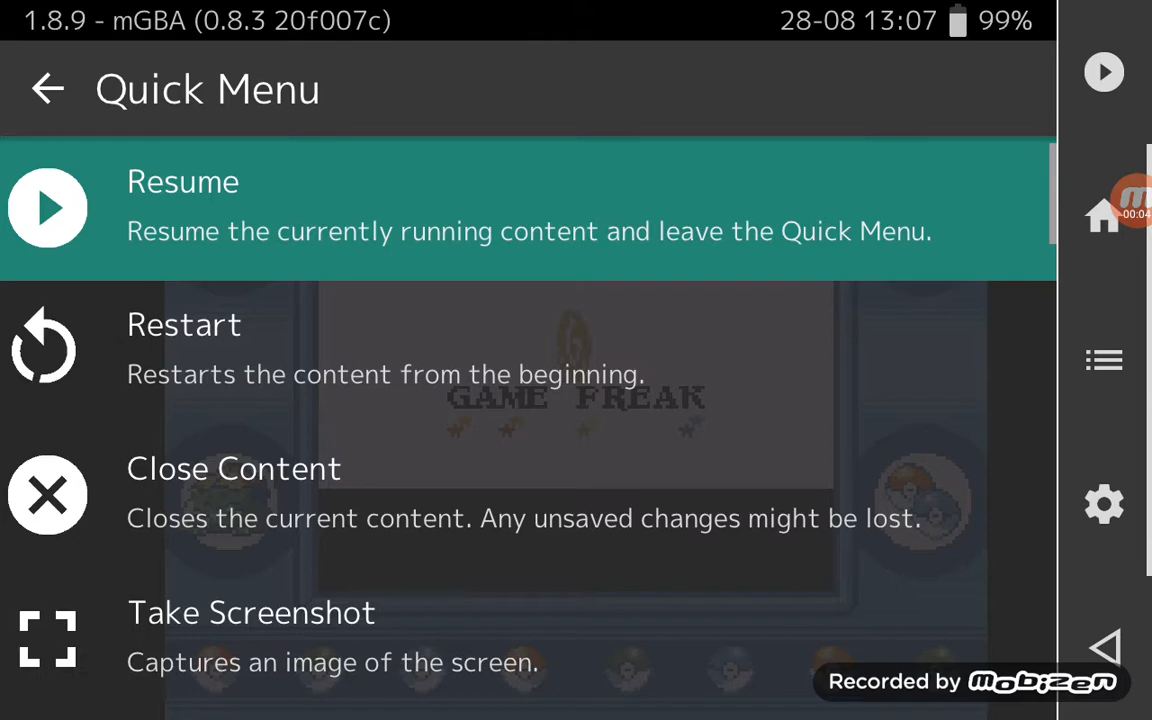 1.8.9 - mGBA (0.8.3 20f007c)
28-08 13:07 99%
Quick Menu
Resume
Resume the currently running content and leave the Quick Menu.
00:04
Restart
Restarts the content from the beginning.
GAME FREAK
Close Content
Closes the current content. Any unsaved changes might be lost.
Take Screenshot
Captures an image of the screen.
Recorded by mobizen